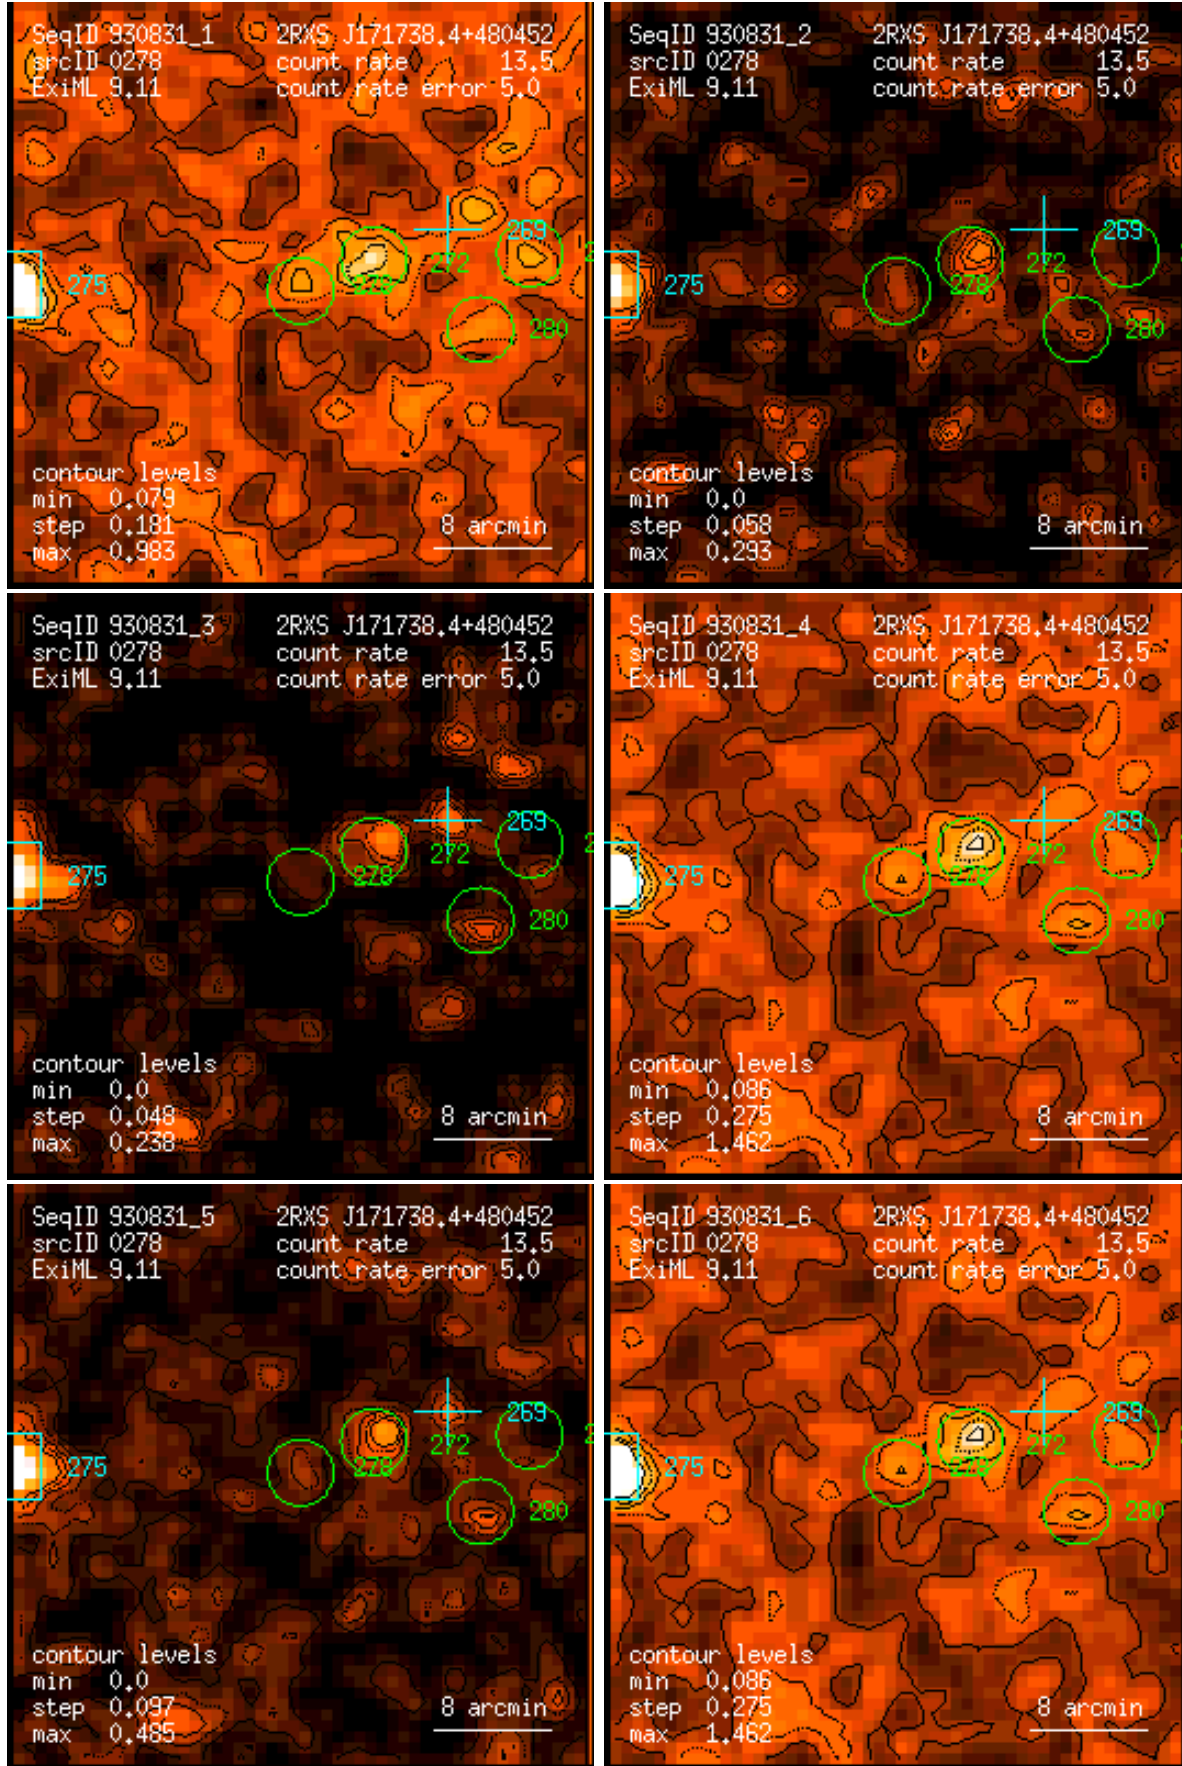 SeqID 930831_1 2RXS J171738.4+480452
srcID 0278 count rate 13.5
ExiML 9.11 count rate error 5.0
269
272
275
278
280
contour levels
min 0.079
step 0.181
max 0.983
8 arcmin
SeqID 930831_2 2RXS J171738.4+480452
srcID 0278 count rate 13.5
ExiML 9.11 count rate error 5.0
269
272
275
278
280
contour levels
min 0.0
step 0.058
max 0.293
8 arcmin
SeqID 930831_3 2RXS J171738.4+480452
srcID 0278 count rate 13.5
ExiML 9.11 count rate error 5.0
269
272
275
278
280
contour levels
min 0.0
step 0.048
max 0.238
8 arcmin
SeqID 930831_4 2RXS J171738.4+480452
srcID 0278 count rate 13.5
ExiML 9.11 count rate error 5.0
269
272
275
278
280
contour levels
min 0.086
step 0.275
max 1.462
8 arcmin
SeqID 930831_5 2RXS J171738.4+480452
srcID 0278 count rate 13.5
ExiML 9.11 count rate error 5.0
269
272
275
278
280
contour levels
min 0.0
step 0.097
max 0.485
8 arcmin
SeqID 930831_6 2RXS J171738.4+480452
srcID 0278 count rate 13.5
ExiML 9.11 count rate error 5.0
269
272
275
278
280
contour levels
min 0.086
step 0.275
max 1.462
8 arcmin